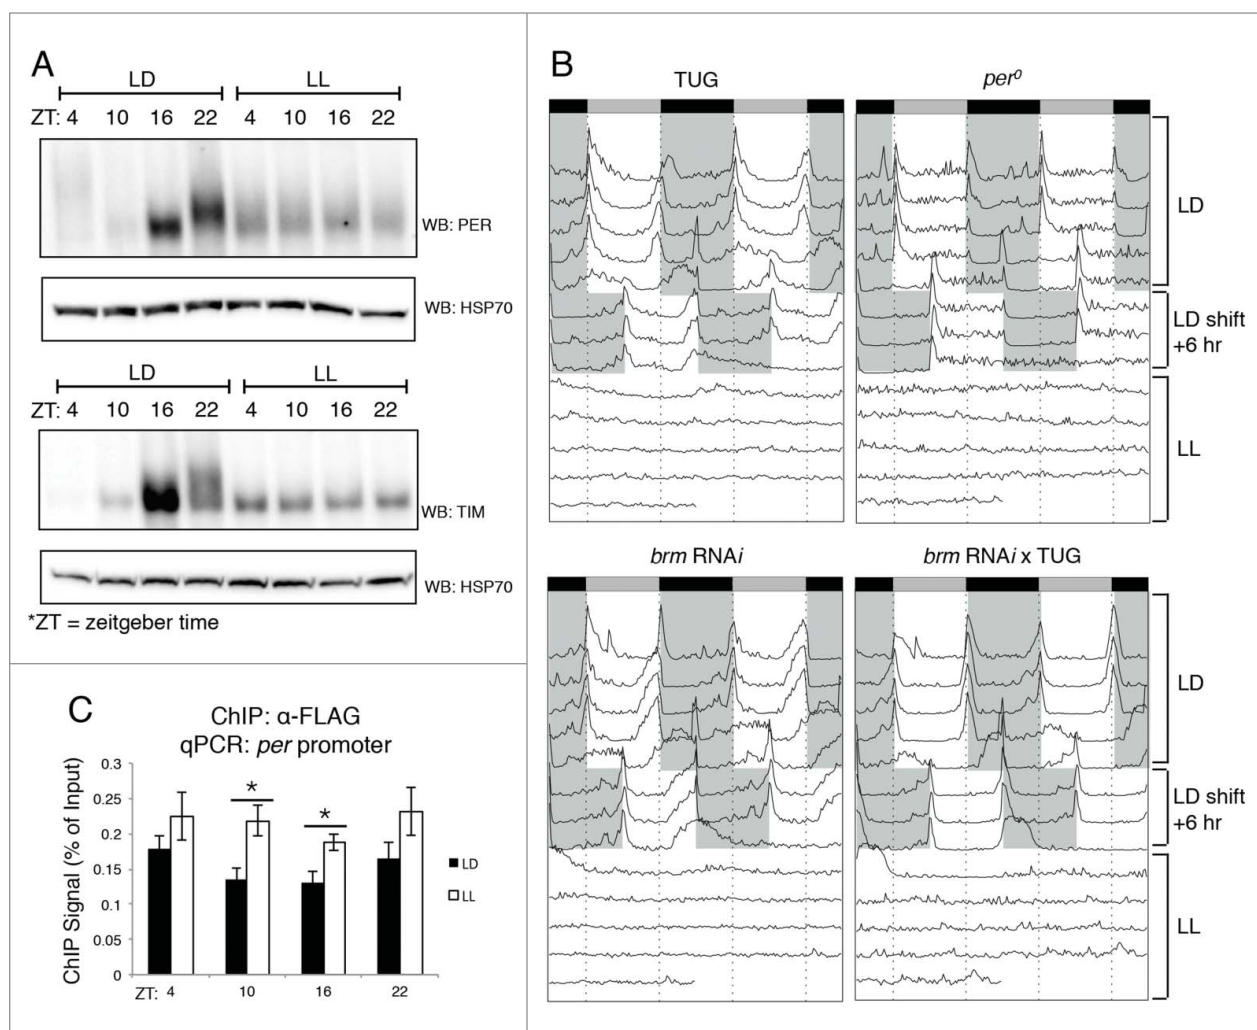 A
LD LL
ZT: 4 10 16 22 4 10 16 22
WB: PER
WB: HSP70
LD LL
ZT: 4 10 16 22 4 10 16 22
WB: TIM
WB: HSP70
*ZT = zeitgeber time
B
TUG per⁰
LD
LD shift
+6 hr
LL
brm RNAi brm RNAi x TUG
LD
LD shift
+6 hr
LL
C
ChIP: α-FLAG
qPCR: per promoter
ChIP Signal (% of Input)
0.3
0.25
0.2
0.15
0.1
0.05
0
* *
LD
LL
ZT: 4 10 16 22